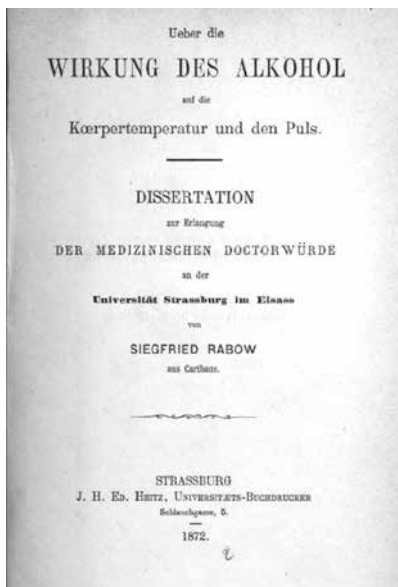 Ueber die
WIRKUNG DES ALKOHOL
auf die
Kœrpertemperatur und den Puls.
DISSERTATION
zur Erlangung
DER MEDIZINISCHEN DOCTORWÜRDE
an der
Universität Strassburg im Elsass
von
SIEGFRIED RABOW
aus Carthaus.
STRASSBURG
J. H. ED. HEITZ, UNIVERSITÆTS-BUCHDRUCKER
Schlauchgasse, 5.
1872.